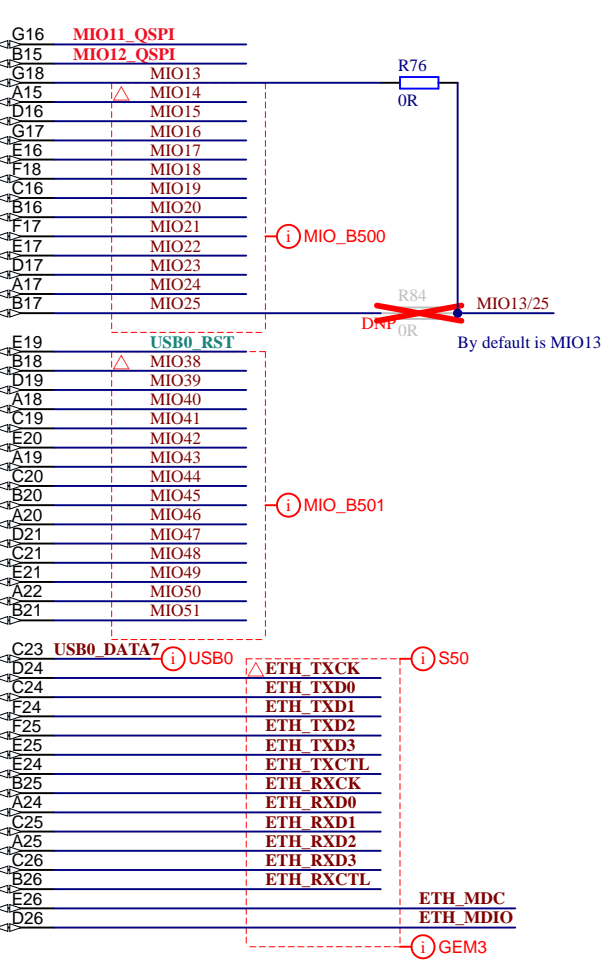 G16 MIO11_QSPI
B15 MIO12_QSPI
R76
G18 MIO13
A15 MIO14
0R
D16 MIO15
G17 MIO16
E16 MIO17
F18 MIO18
C16 MIO19
B16 MIO20
F17 MIO21
i MIO_B500
E17 MIO22
D17 MIO23
A17 MIO24
R84
B17 MIO25 MIO13/25
DNP 0R
E19 USB0_RST By default is MIO13
B18 MIO38
D19 MIO39
A18 MIO40
C19 MIO41
E20 MIO42
A19 MIO43
C20 MIO44
B20 MIO45
i MIO_B501
A20 MIO46
D21 MIO47
C21 MIO48
E21 MIO49
A22 MIO50
B21 MIO51
C23 USB0_DATA7 i USB0 i S50
D24 ETH_TXCK
C24 ETH_TXD0
F24 ETH_TXD1
F25 ETH_TXD2
E25 ETH_TXD3
E24 ETH_TXCTL
B25 ETH_RXCK
A24 ETH_RXD0
C25 ETH_RXD1
A25 ETH_RXD2
C26 ETH_RXD3
B26 ETH_RXCTL
E26 ETH_MDC
D26 ETH_MDIO
i GEM3